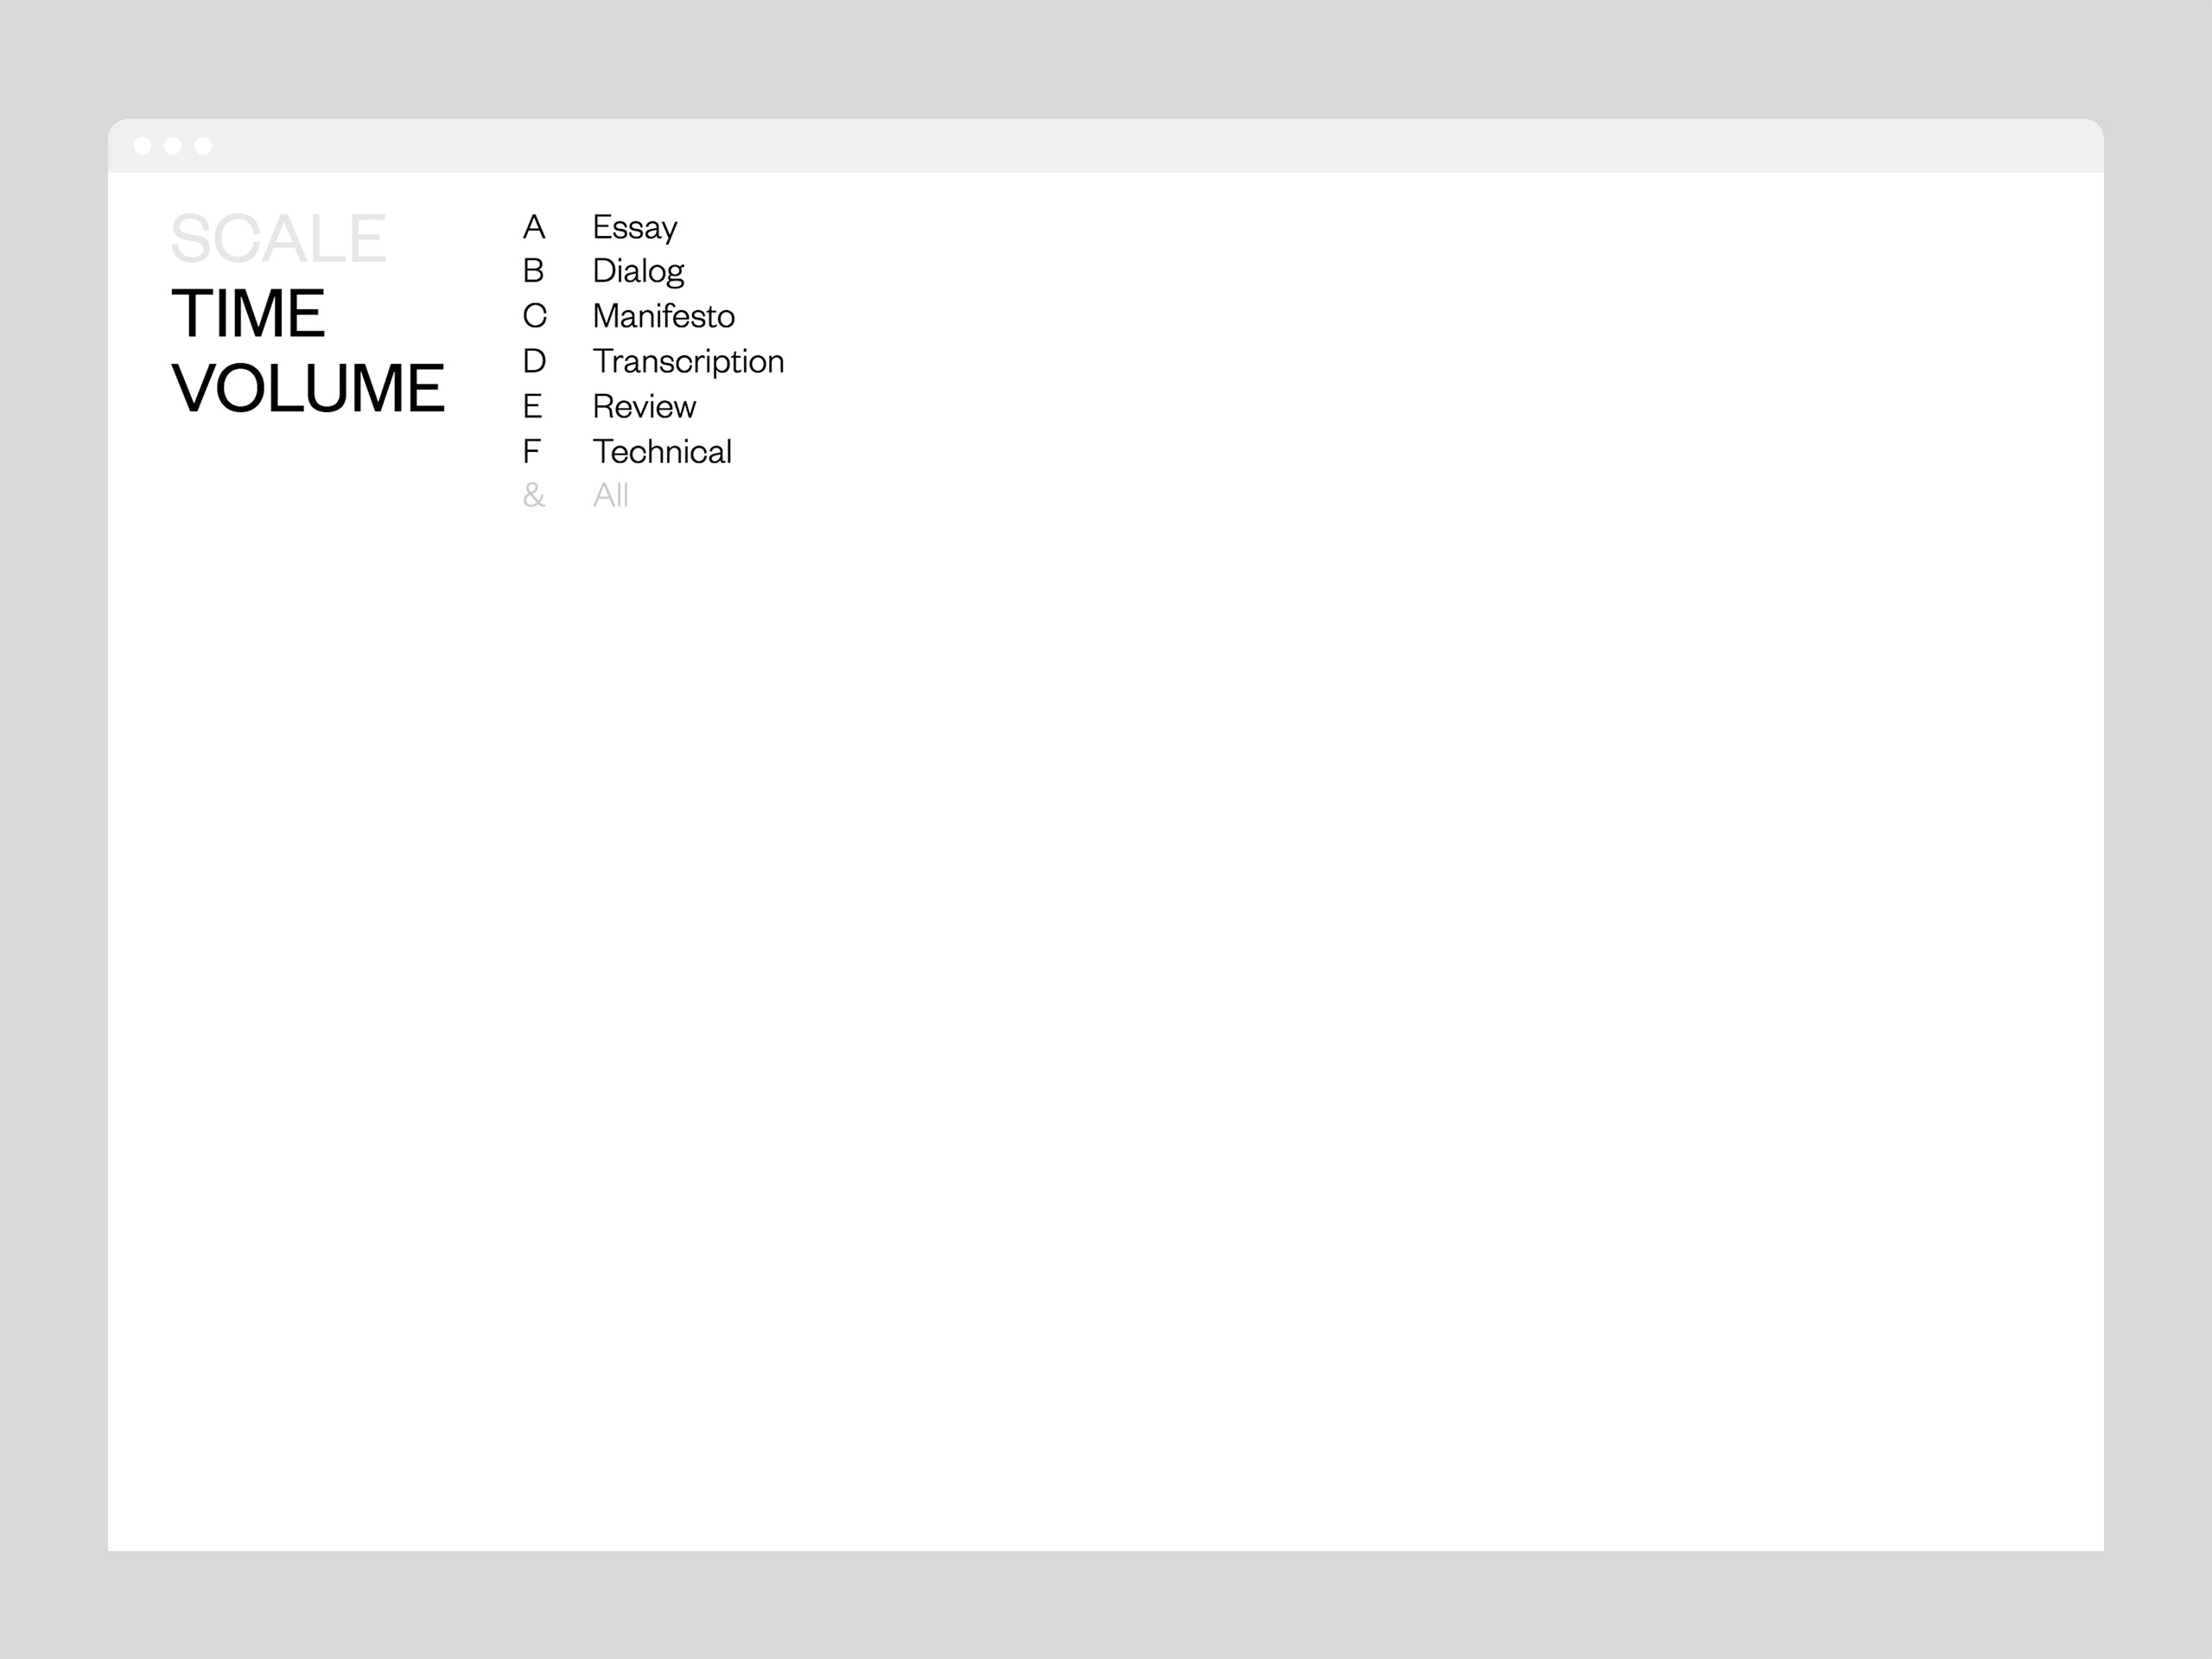 SCALE
TIME
VOLUME
A Essay
B Dialog
C Manifesto
D Transcription
E Review
F Technical
& All